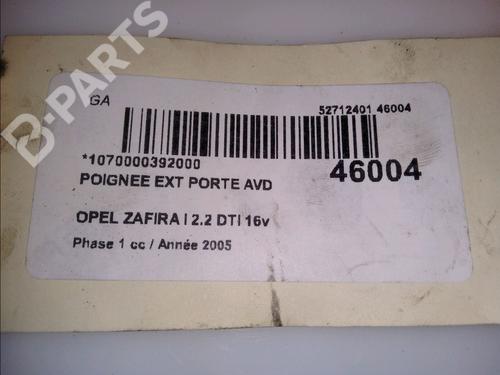 GA
52712401 46004
*1070000392000
46004
POIGNEE EXT PORTE AVD
OPEL ZAFIRA I 2.2 DTI 16v
Phase 1 cc / Année 2005
B-PARTS